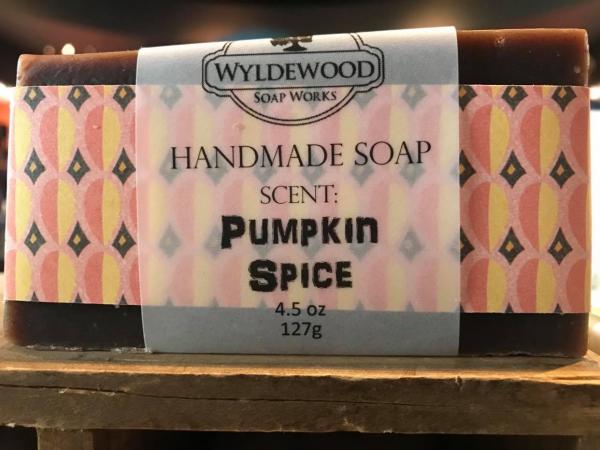 WYLDEWOOD
SOAP WORKS
HANDMADE SOAP
SCENT:
PUMPKIN
SPICE
4.5 oz
127g